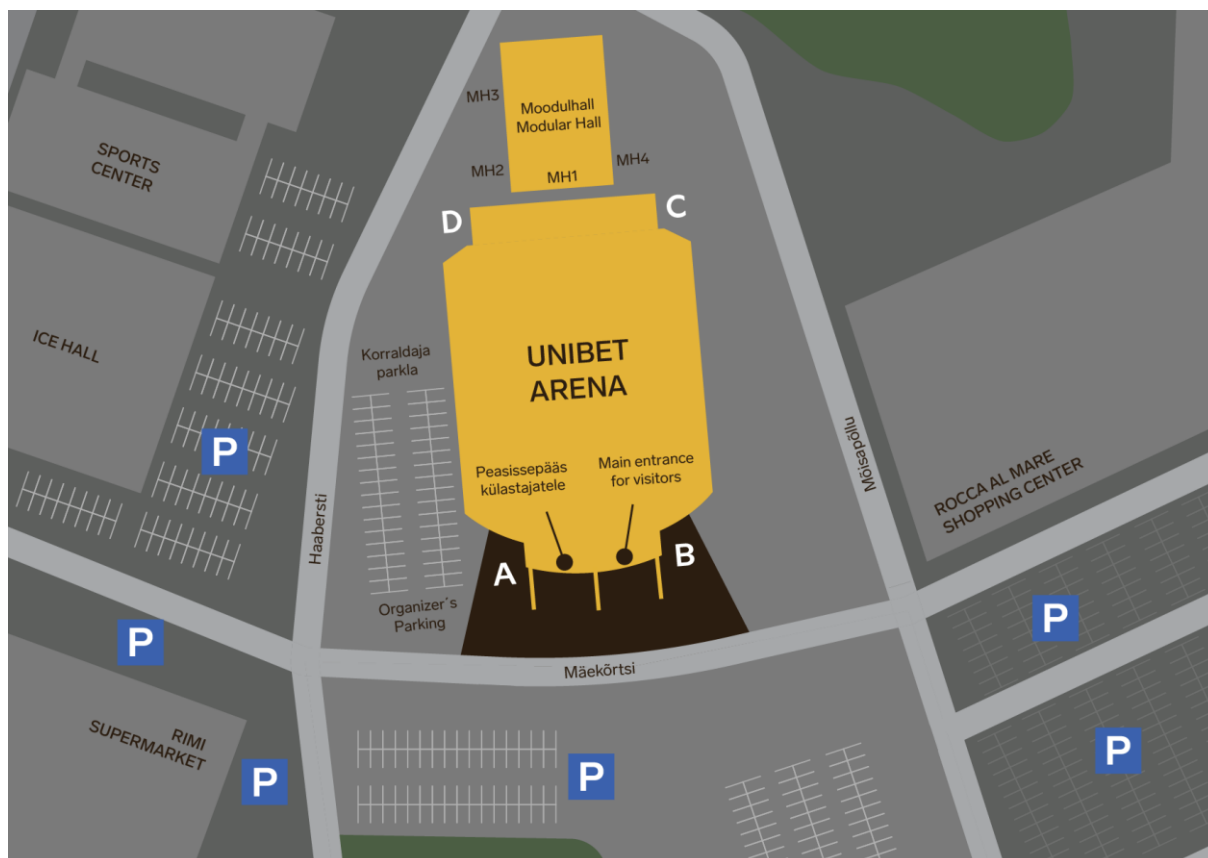 Moodulhall
Modular Hall
MH3
MH2
MH1
MH4
D
C
SPORTS
CENTER
ICE HALL
Korraldaja
parkla
UNIBET
ARENA
Peasissepääs
külastajatele
Main entrance
for visitors
A
B
Organizer´s
Parking
Haabersti
Mõisapõllu
Mäekõrtsi
ROCCA AL MARE
SHOPPING CENTER
RIMI
SUPERMARKET
P
P
P
P
P
P